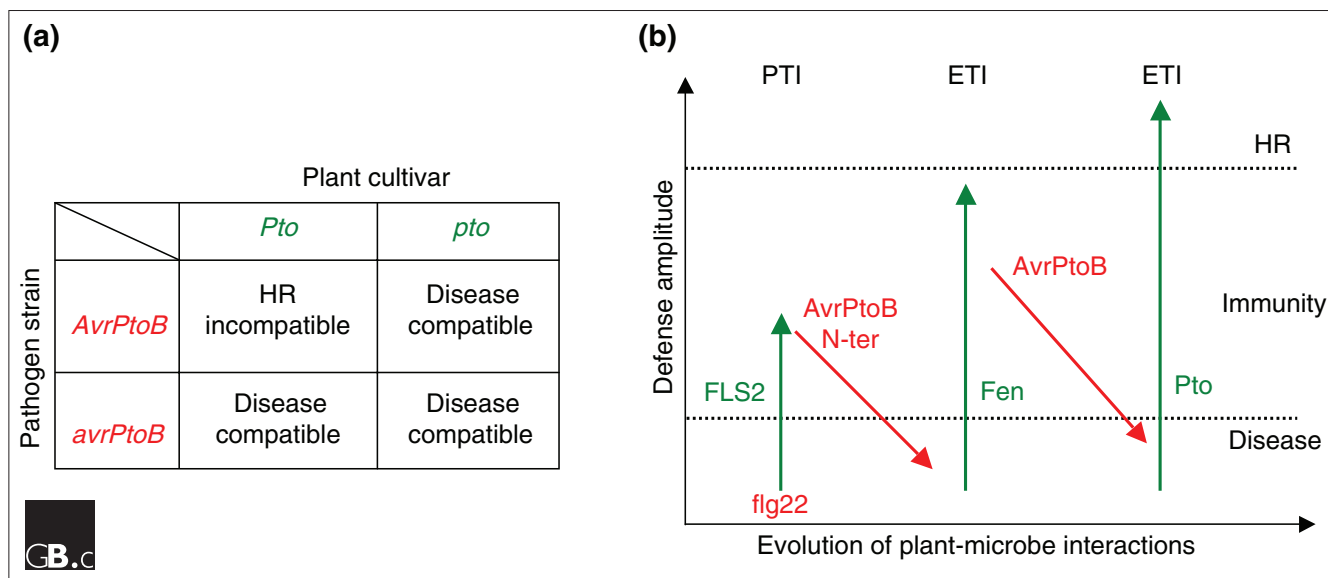 (a)
Plant cultivar
Pto
pto
Pathogen strain
AvrPtoB
HR
incompatible
Disease
compatible
avrPtoB
Disease
compatible
Disease
compatible
GB.c
(b)
PTI
ETI
ETI
HR
Defense amplitude
AvrPtoB
AvrPtoB
N-ter
Immunity
FLS2
Fen
Pto
Disease
flg22
Evolution of plant-microbe interactions